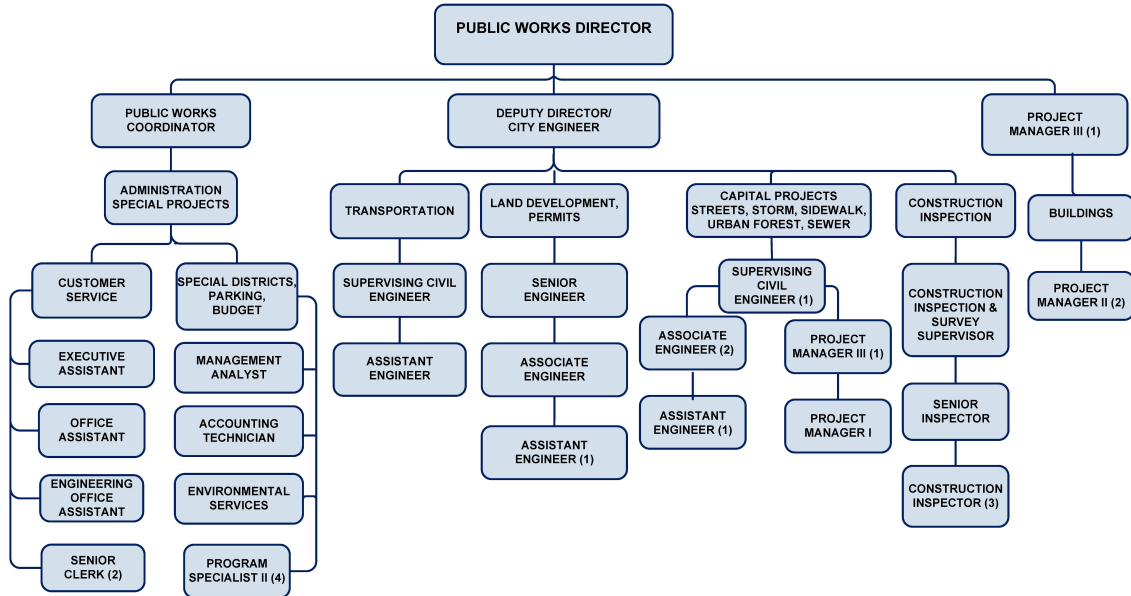 PUBLIC WORKS DIRECTOR
PUBLIC WORKS
COORDINATOR
DEPUTY DIRECTOR/
CITY ENGINEER
PROJECT
MANAGER III (1)
ADMINISTRATION
SPECIAL PROJECTS
TRANSPORTATION
LAND DEVELOPMENT,
PERMITS
CAPITAL PROJECTS
STREETS, STORM, SIDEWALK,
URBAN FOREST, SEWER
CONSTRUCTION
INSPECTION
BUILDINGS
CUSTOMER
SERVICE
SPECIAL DISTRICTS,
PARKING,
BUDGET
SUPERVISING CIVIL
ENGINEER
SENIOR
ENGINEER
SUPERVISING
CIVIL
ENGINEER (1)
CONSTRUCTION
INSPECTION &
SURVEY
SUPERVISOR
PROJECT
MANAGER II (2)
EXECUTIVE
ASSISTANT
MANAGEMENT
ANALYST
ASSISTANT
ENGINEER
ASSOCIATE
ENGINEER
ASSOCIATE
ENGINEER (2)
PROJECT
MANAGER III (1)
OFFICE
ASSISTANT
ACCOUNTING
TECHNICIAN
ASSISTANT
ENGINEER (1)
ASSISTANT
ENGINEER (1)
PROJECT
MANAGER I
SENIOR
INSPECTOR
ENGINEERING
OFFICE
ASSISTANT
ENVIRONMENTAL
SERVICES
CONSTRUCTION
INSPECTOR (3)
SENIOR
CLERK (2)
PROGRAM
SPECIALIST II (4)